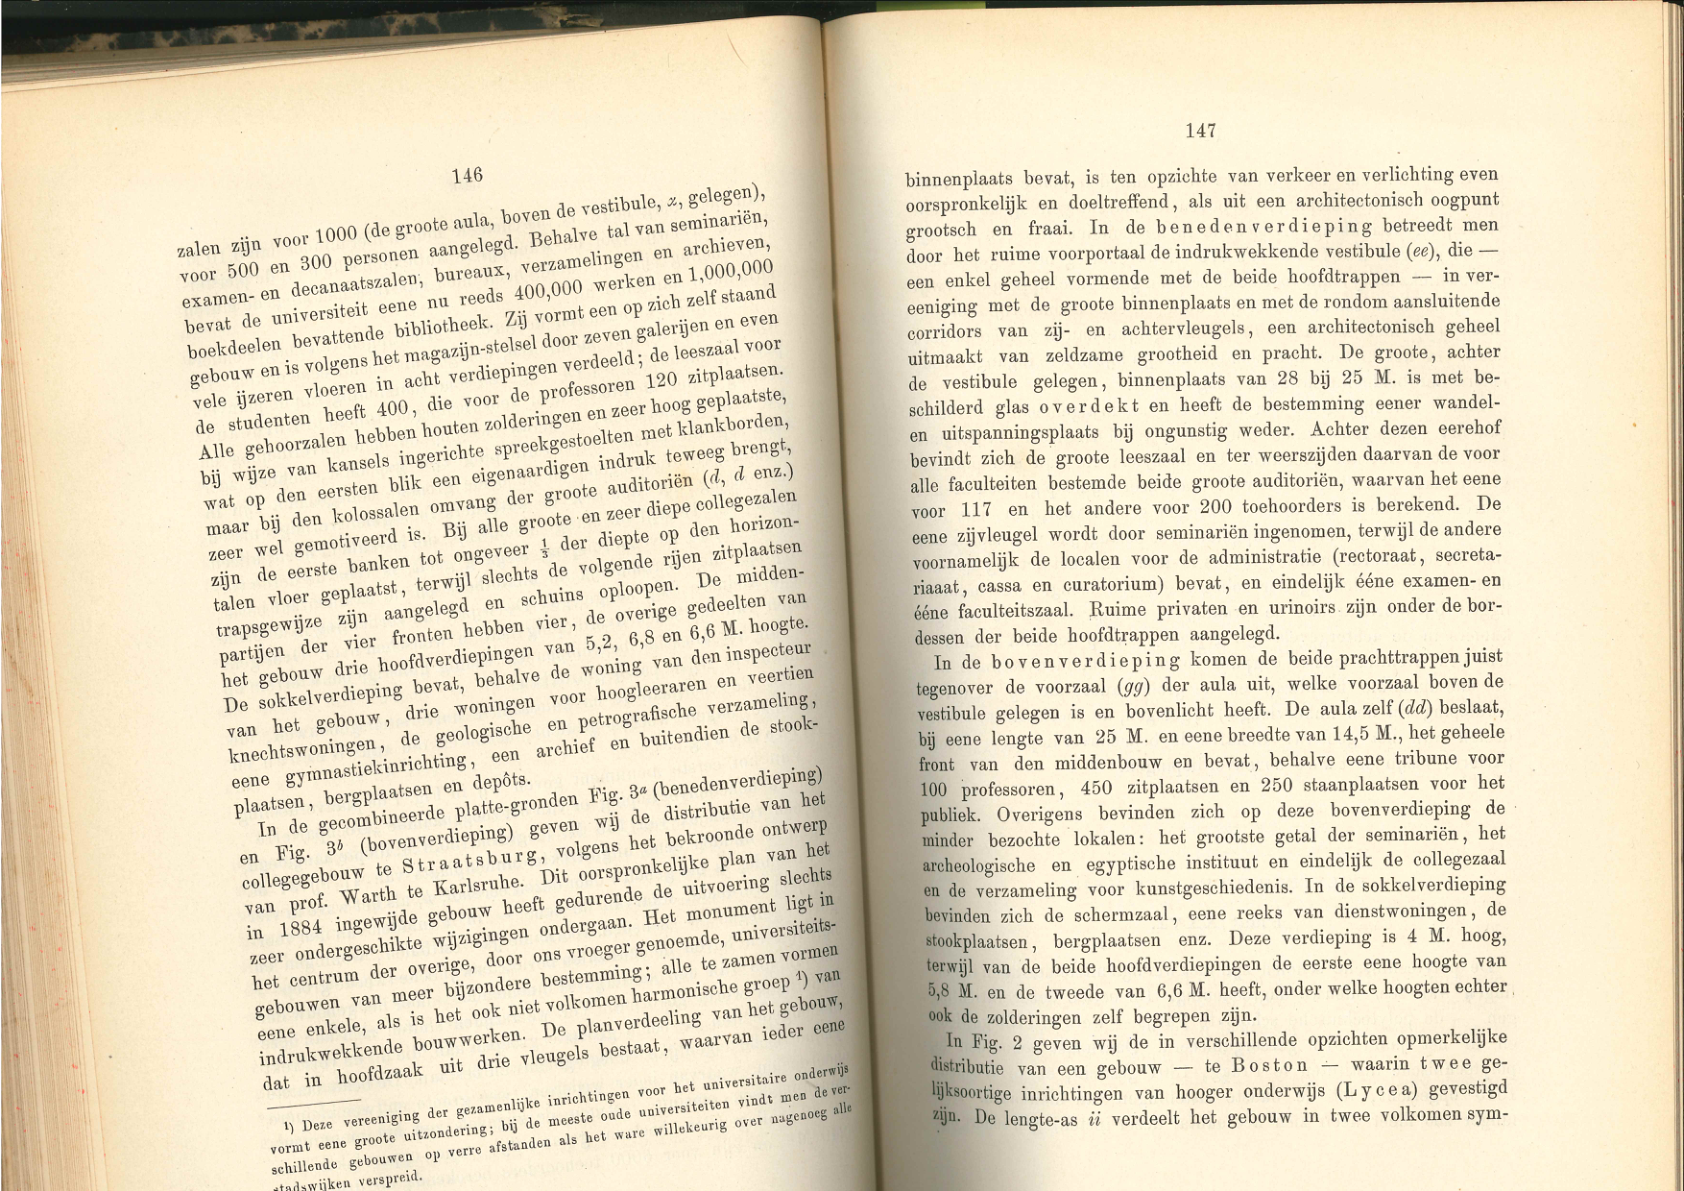 146
zalen zijn voor 1000 (de groote aula, boven de vestibule, z, gelegen),
voor 500 en 300 personen aangelegd. Behalve tal van seminariën,
examen- en decanaatszalen, bureaux, verzamelingen en archieven,
bevat de universiteit eene nu reeds 400,000 werken en 1,000,000
boekdeelen bevattende bibliotheek. Zij vormt een op zich zelf staand
gebouw en is volgens het magazijn-stelsel door zeven galerijen en even
vele ijzeren vloeren in acht verdiepingen verdeeld; de leeszaal voor
de studenten heeft 400, die voor de professoren 120 zitplaatsen.
Alle gehoorzalen hebben houten zolderingen en zeer hoog geplaatste,
bij wijze van kansels ingerichte spreekgestoelten met klankborden,
wat op den eersten blik een eigenaardigen indruk teweeg brengt,
maar bij den kolossalen omvang der groote auditoriën (d, d enz.)
zeer wel gemotiveerd is. Bij alle groote en zeer diepe collegezalen
zijn de eerste banken tot ongeveer 1/3 der diepte op den horizon-
talen vloer geplaatst, terwijl slechts de volgende rijen zitplaatsen
trapsgewijze zijn aangelegd en schuins oploopen. De midden-
partijen der vier fronten hebben vier, de overige gedeelten van
het gebouw drie hoofdverdiepingen van 5,2, 6,8 en 6,6 M. hoogte.
De sokkelverdieping bevat, behalve de woning van den inspecteur
van het gebouw, drie woningen voor hoogleeraren en veertien
knechtswoningen, de geologische en petrografische verzameling,
eene gymnastiekinrichting, een archief en buitendien de stook-
plaatsen, bergplaatsen en depôts.
In de gecombineerde platte-gronden Fig. 3a (benedenverdieping)
en Fig. 3b (bovenverdieping) geven wij de distributie van het
collegegebouw te Straatsburg, volgens het bekroonde ontwerp
van prof. Warth te Karlsruhe. Dit oorspronkelijke plan van het
in 1884 ingewijde gebouw heeft gedurende de uitvoering slechts
zeer ondergeschikte wijzigingen ondergaan. Het monument ligt in
het centrum der overige, door ons vroeger genoemde, universiteits-
gebouwen van meer bijzondere bestemming; alle te zamen vormen
eene enkele, als is het ook niet volkomen harmonische groep 1) van
indrukwekkende bouwwerken. De planverdeeling van het gebouw,
dat in hoofdzaak uit drie vleugels bestaat, waarvan ieder eene
1) Deze vereeniging der gezamenlijke inrichtingen voor het universitaire onderwijs
vormt eene groote uitzondering; bij de meeste oude universiteiten vindt men de ver-
schillende gebouwen op verre afstanden als het ware willekeurig over nagenoeg alle
stadswijken verspreid.
147
binnenplaats bevat, is ten opzichte van verkeer en verlichting even
oorspronkelijk en doeltreffend, als uit een architectonisch oogpunt
grootsch en fraai. In de benedenverdieping betreedt men
door het ruime voorportaal de indrukwekkende vestibule (ee), die —
een enkel geheel vormende met de beide hoofdtrappen — in ver-
eeniging met de groote binnenplaats en met de rondom aansluitende
corridors van zij- en achtervleugels, een architectonisch geheel
uitmaakt van zeldzame grootheid en pracht. De groote, achter
de vestibule gelegen, binnenplaats van 28 bij 25 M. is met be-
schilderd glas overdekt en heeft de bestemming eener wandel-
en uitspanningsplaats bij ongunstig weder. Achter dezen eerehof
bevindt zich de groote leeszaal en ter weerszijden daarvan de voor
alle faculteiten bestemde beide groote auditoriën, waarvan het eene
voor 117 en het andere voor 200 toehoorders is berekend. De
eene zijvleugel wordt door seminariën ingenomen, terwijl de andere
voornamelijk de localen voor de administratie (rectoraat, secreta-
riaaat, cassa en curatorium) bevat, en eindelijk ééne examen- en
ééne faculteitszaal. Ruime privaten en urinoirs zijn onder de bor-
dessen der beide hoofdtrappen aangelegd.
In de bovenverdieping komen de beide prachttrappen juist
tegenover de voorzaal (gg) der aula uit, welke voorzaal boven de
vestibule gelegen is en bovenlicht heeft. De aula zelf (dd) beslaat,
bij eene lengte van 25 M. en eene breedte van 14,5 M., het geheele
front van den middenbouw en bevat, behalve eene tribune voor
100 professoren, 450 zitplaatsen en 250 staanplaatsen voor het
publiek. Overigens bevinden zich op deze bovenverdieping de
minder bezochte lokalen: het grootste getal der seminariën, het
archeologische en egyptische instituut en eindelijk de collegezaal
en de verzameling voor kunstgeschiedenis. In de sokkelverdieping
bevinden zich de schermzaal, eene reeks van dienstwoningen, de
stookplaatsen, bergplaatsen enz. Deze verdieping is 4 M. hoog,
terwijl van de beide hoofdverdiepingen de eerste eene hoogte van
5,8 M. en de tweede van 6,6 M. heeft, onder welke hoogten echter
ook de zolderingen zelf begrepen zijn.
In Fig. 2 geven wij de in verschillende opzichten opmerkelijke
distributie van een gebouw — te Boston — waarin twee ge-
lijksoortige inrichtingen van hooger onderwijs (Lycea) gevestigd
zijn. De lengte-as ii verdeelt het gebouw in twee volkomen sym-